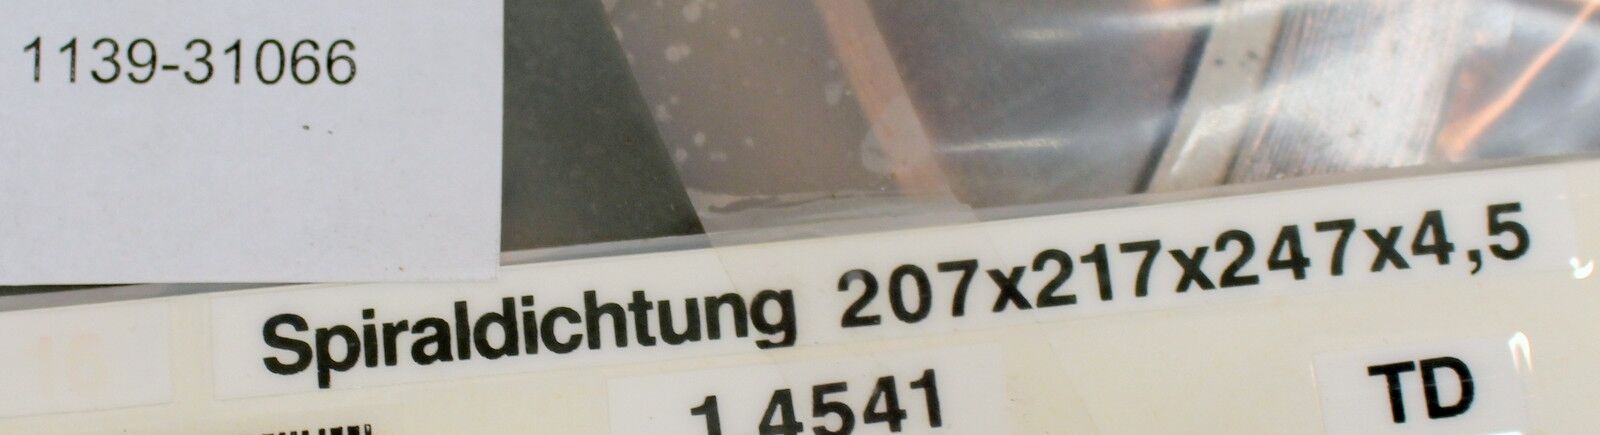 1139-31066
Spiraldichtung 207x217x247x4,5
1.4541
TD